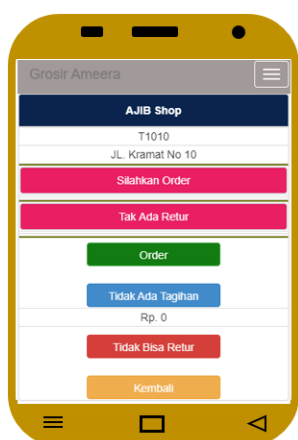 Grosir Ameera
AJIB Shop
T1010
JL. Kramat No 10
Silahkan Order
Tak Ada Retur
Order
Tidak Ada Tagihan
Rp. 0
Tidak Bisa Retur
Kembali